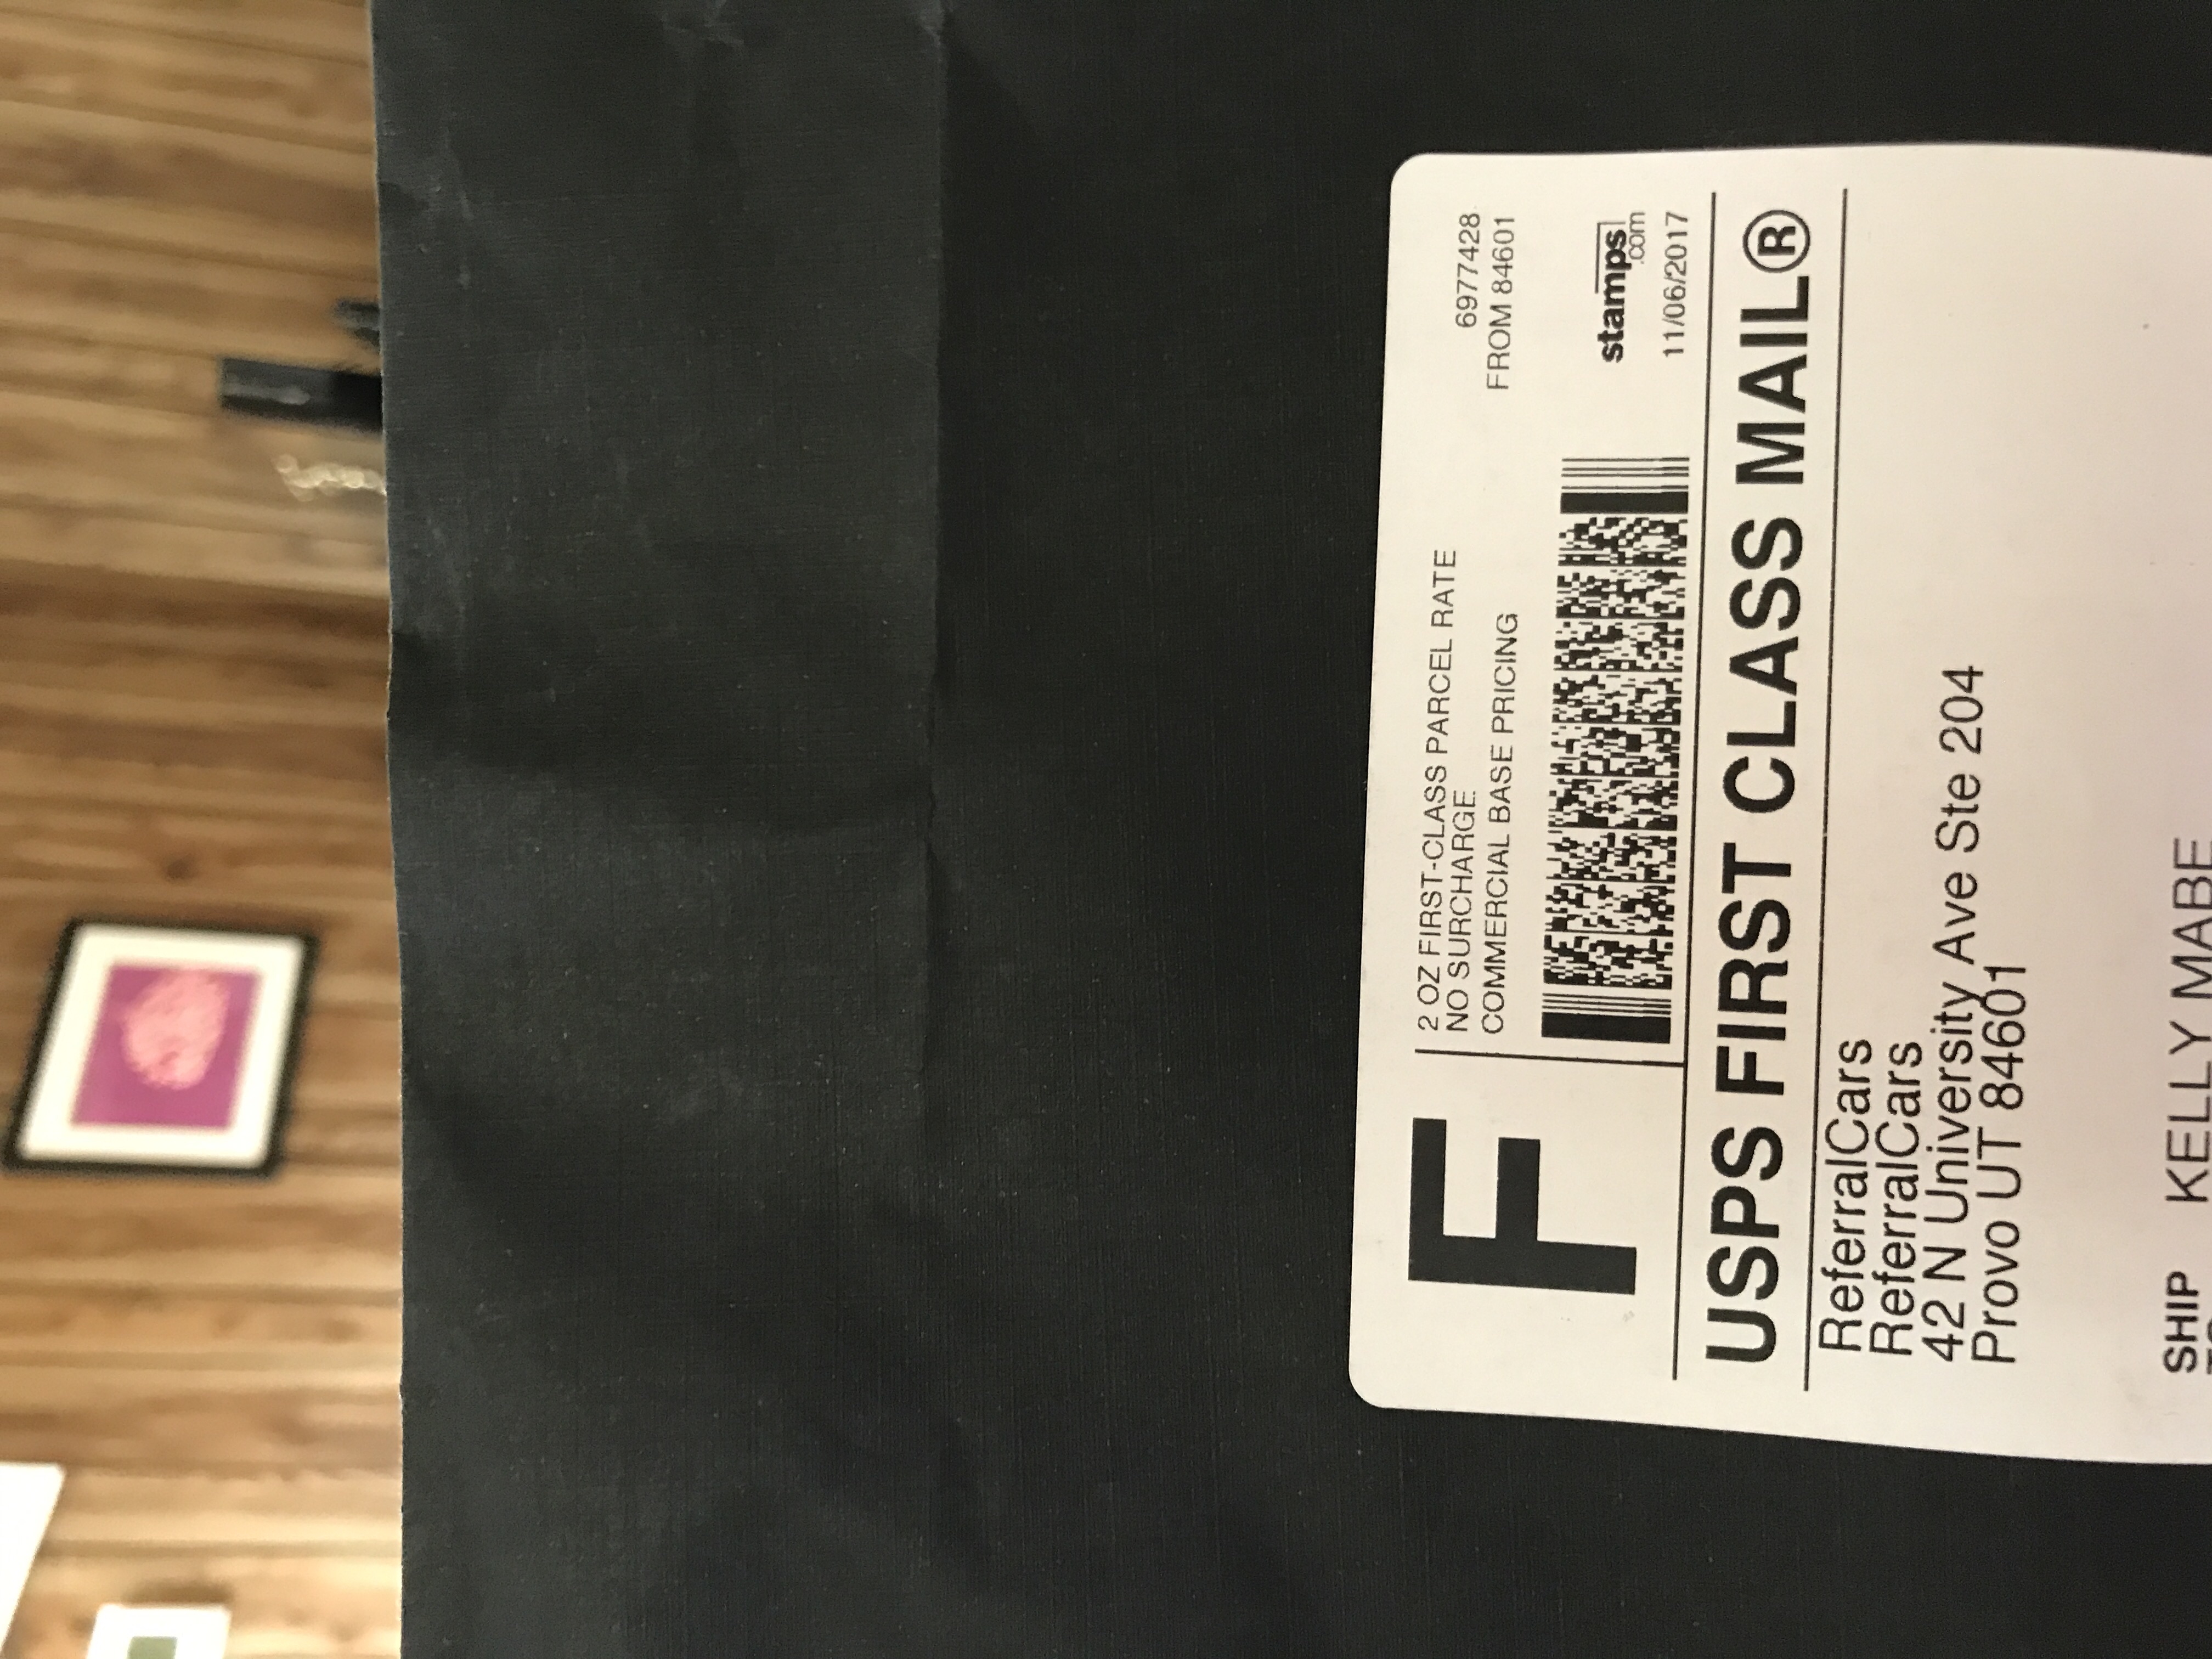 F
2 OZ FIRST-CLASS PARCEL RATE
NO SURCHARGE
COMMERCIAL BASE PRICING
6977428
FROM 84601
stamps
.com
11/06/2017
USPS FIRST CLASS MAIL®
ReferralCars
ReferralCars
42 N University Ave Ste 204
Provo UT 84601
SHIP
KELLY MABE